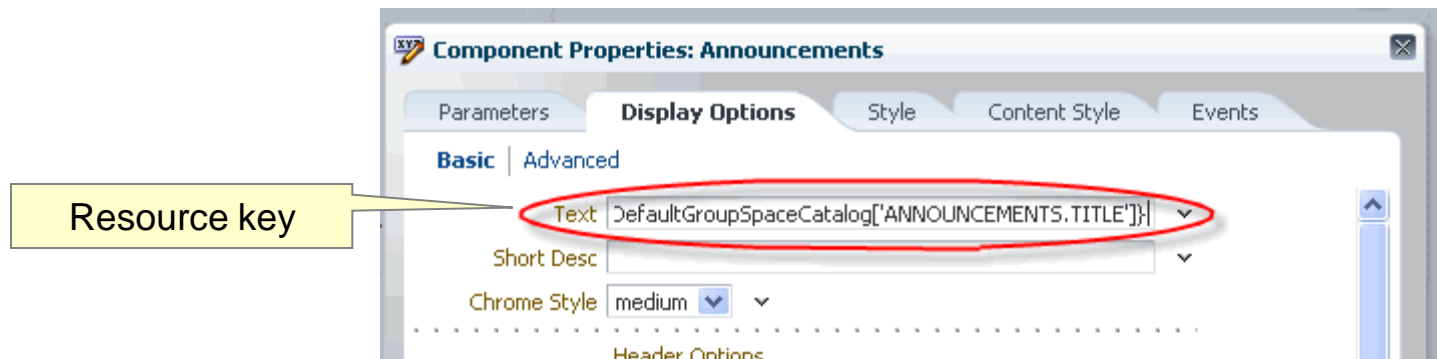 Component Properties: Announcements
Parameters Display Options Style Content Style Events
Basic Advanced
Resource key
Text DefaultGroupSpaceCatalog['ANNOUNCEMENTS.TITLE']}
Short Desc
Chrome Style medium
Header Options